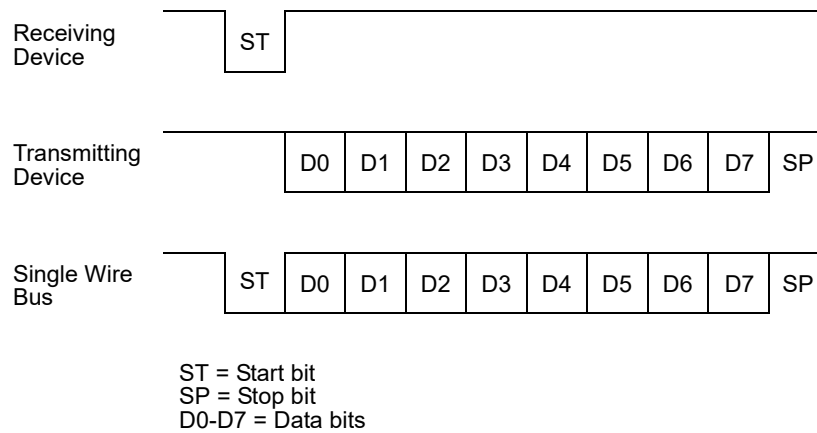 Receiving
Device
ST
Transmitting
Device
D0 D1 D2 D3 D4 D5 D6 D7 SP
Single Wire
Bus
ST D0 D1 D2 D3 D4 D5 D6 D7 SP
ST = Start bit
SP = Stop bit
D0-D7 = Data bits